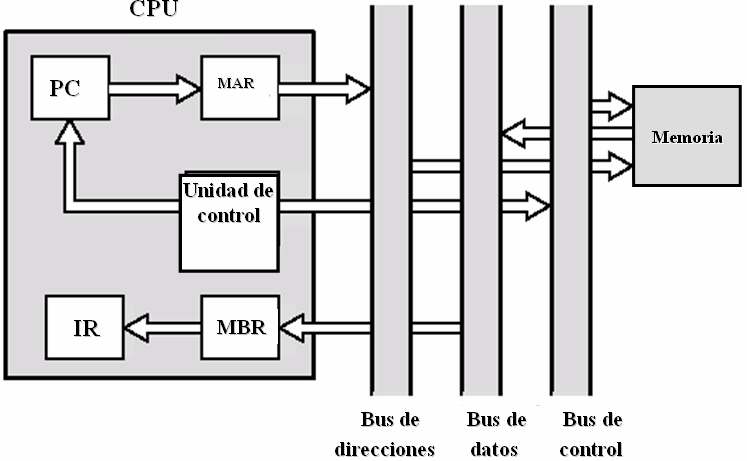 CPU
PC
MAR
Memoria
Unidad de
control
IR
MBR
Bus de
direcciones
Bus de
datos
Bus de
control